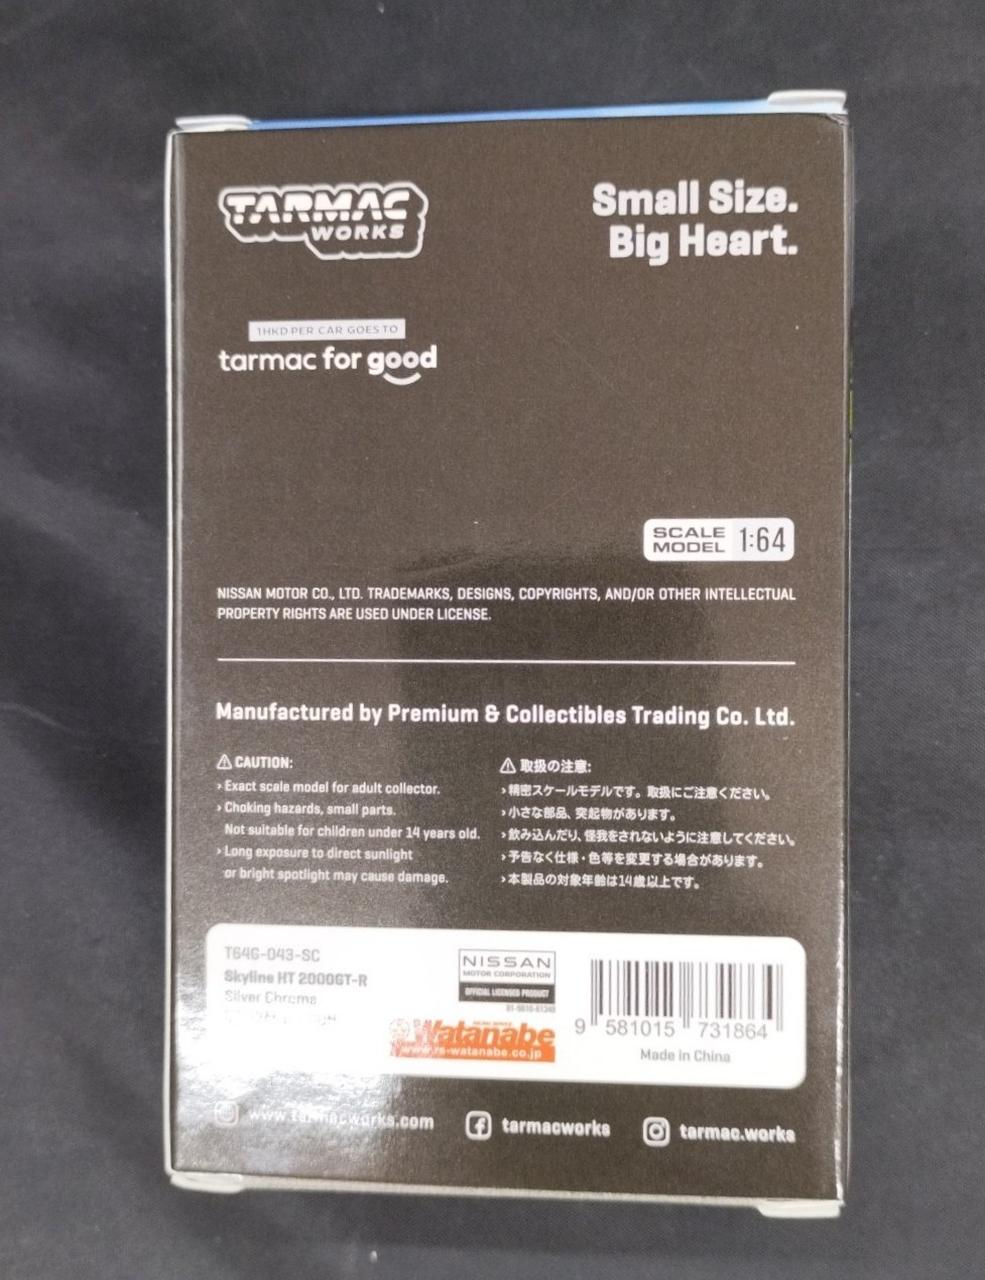 TARMAC
WORKS
Small Size.
Big Heart.
1HKD PER CAR GOES TO
tarmac for good
SCALE
MODEL 1:64
NISSAN MOTOR CO., LTD. TRADEMARKS, DESIGNS, COPYRIGHTS, AND/OR OTHER INTELLECTUAL
PROPERTY RIGHTS ARE USED UNDER LICENSE.
Manufactured by Premium & Collectibles Trading Co. Ltd.
⚠ CAUTION:
› Exact scale model for adult collector.
› Choking hazards, small parts.
Not suitable for children under 14 years old.
› Long exposure to direct sunlight
or bright spotlight may cause damage.
⚠ 取扱の注意:
›精密スケールモデルです。取扱にご注意ください。
›小さな部品、突起物があります。
›飲み込んだり、怪我をされないように注意してください。
›予告なく仕様・色等を変更する場合があります。
›本製品の対象年齢は14歳以上です。
T64G-043-SC
Skyline HT 2000GT-R
Silver Chrome
NISSAN
MOTOR CORPORATION
OFFICIAL LICENSED PRODUCT
Watanabe
www.rs-watanabe.co.jp
9 581015 731864
Made in China
www.tarmacworks.com
tarmacworks
tarmac.works